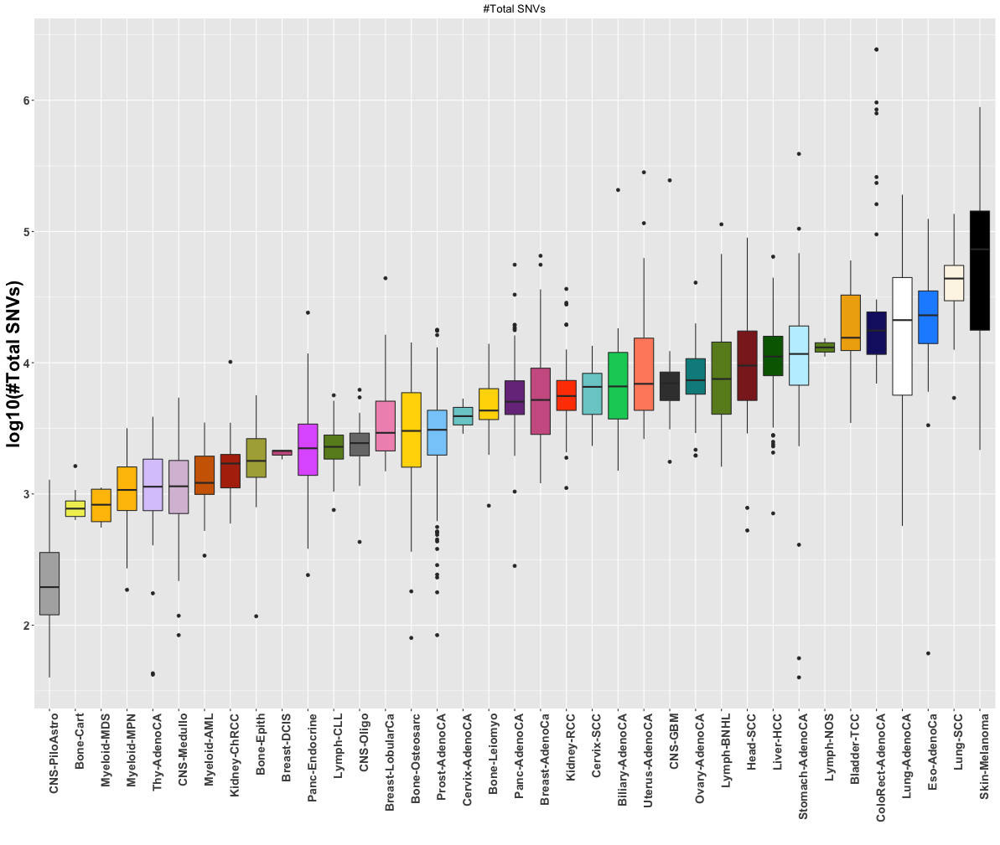 #Total SNVs
log10(#Total SNVs)
6
5
4
3
2
CNS-PiloAstro
Bone-Cart
Myeloid-MDS
Myeloid-MPN
Thy-AdenoCA
CNS-Medullo
Myeloid-AML
Kidney-ChRCC
Bone-Epith
Breast-DCIS
Panc-Endocrine
Lymph-CLL
CNS-Oligo
Breast-LobularCa
Bone-Osteosarc
Prost-AdenoCA
Cervix-AdenoCA
Bone-Leiomyo
Panc-AdenoCA
Breast-AdenoCa
Kidney-RCC
Cervix-SCC
Biliary-AdenoCA
Uterus-AdenoCA
CNS-GBM
Ovary-AdenoCA
Lymph-BNHL
Head-SCC
Liver-HCC
Stomach-AdenoCA
Lymph-NOS
Bladder-TCC
ColoRect-AdenoCA
Lung-AdenoCA
Eso-AdenoCa
Lung-SCC
Skin-Melanoma